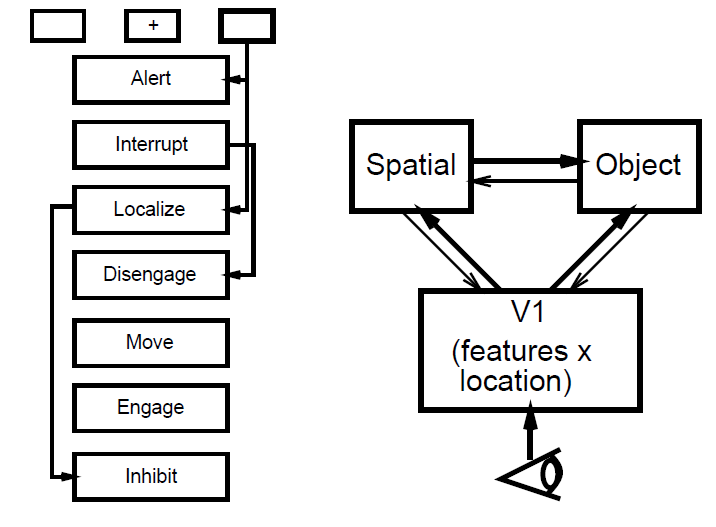 +
Alert
Interrupt
Localize
Disengage
Move
Engage
Inhibit
Spatial
Object
V1
(features x
location)